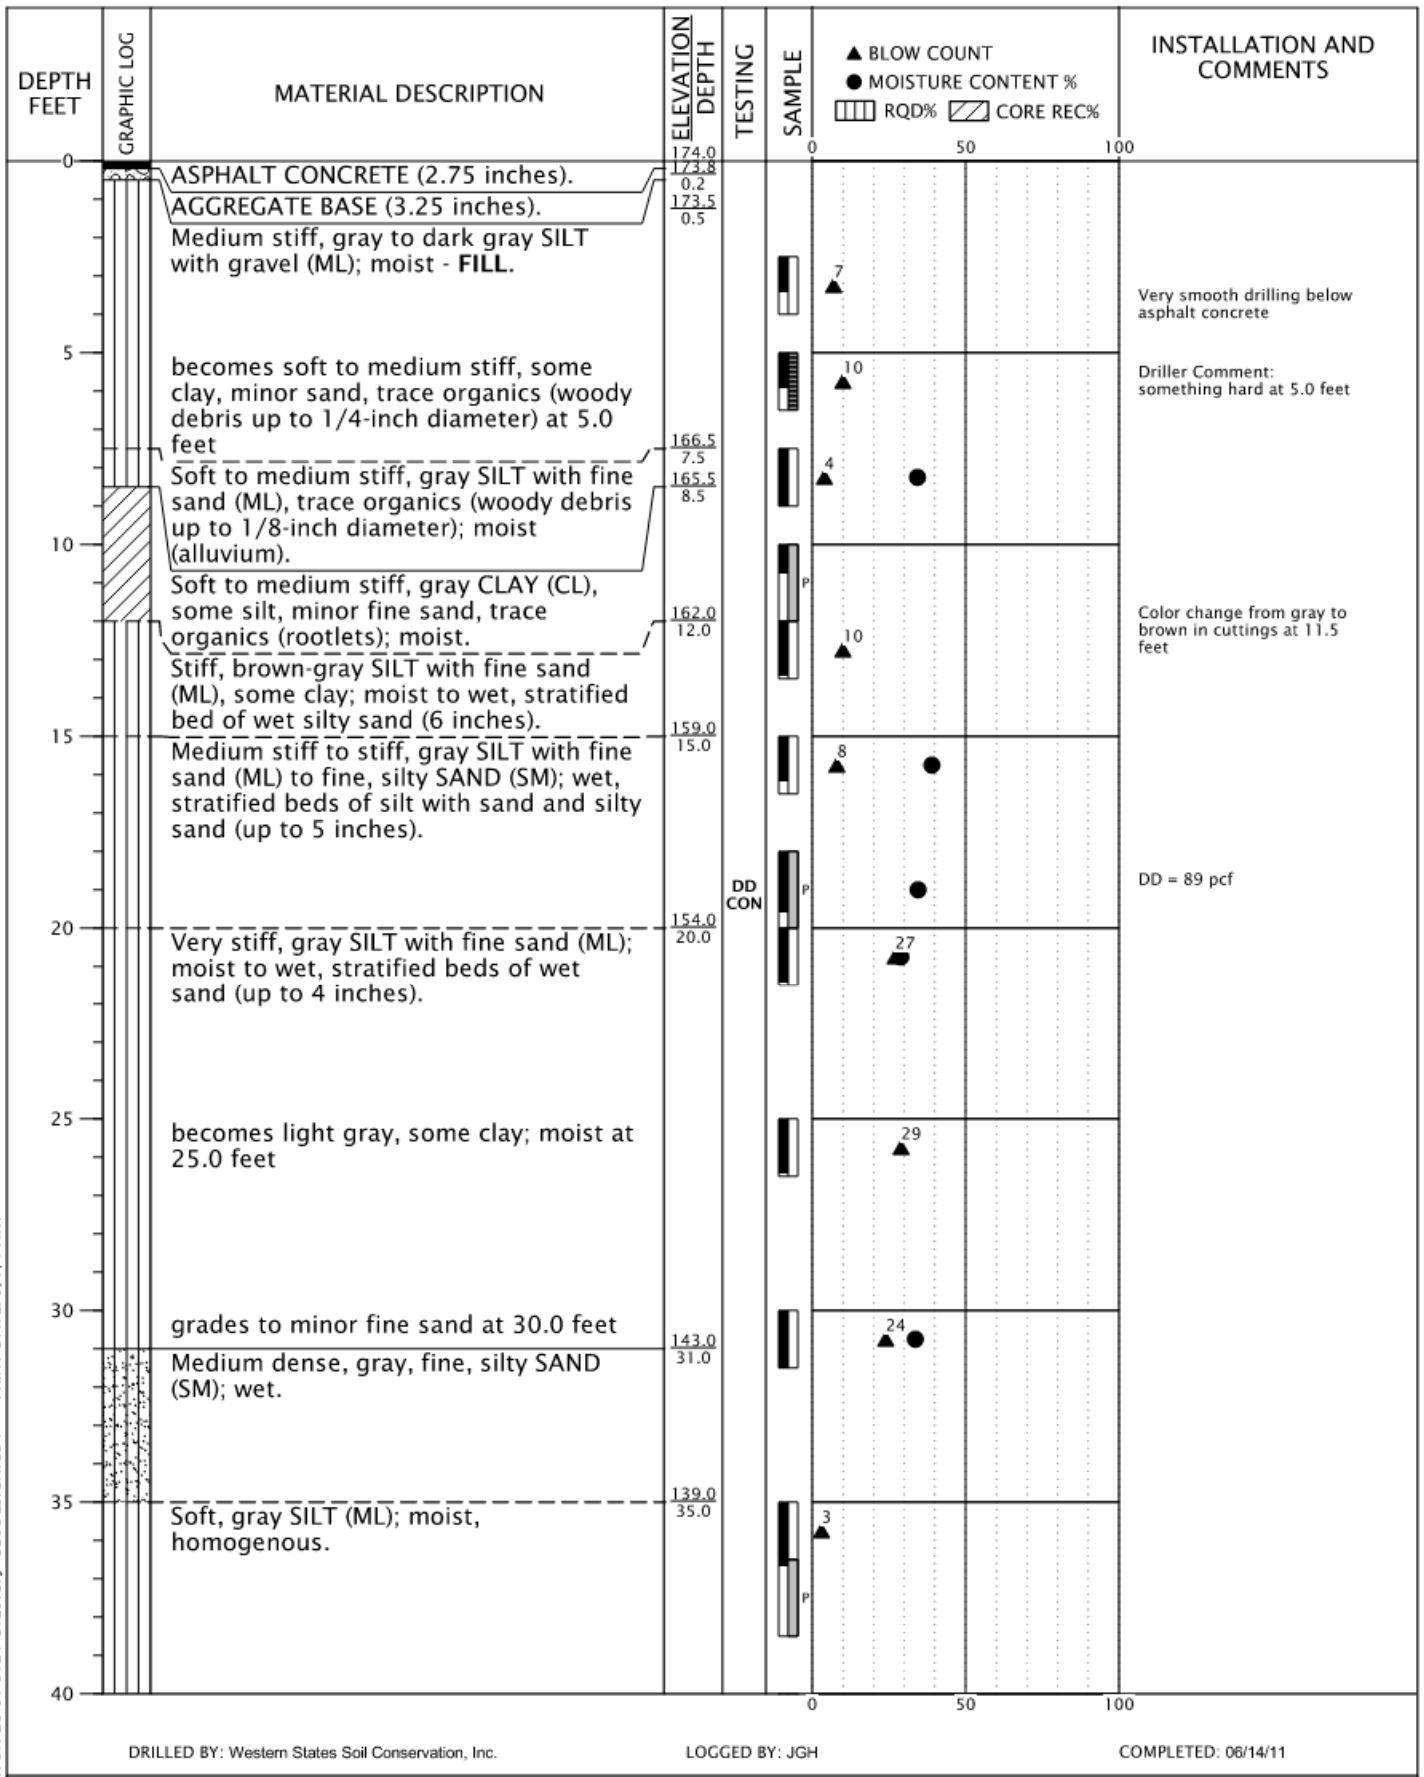 DEPTH
FEET
GRAPHIC LOG
MATERIAL DESCRIPTION
ELEVATION
DEPTH
TESTING
SAMPLE
▲ BLOW COUNT
● MOISTURE CONTENT %
RQD% CORE REC%
INSTALLATION AND
COMMENTS
0 50 100
0
174.0
ASPHALT CONCRETE (2.75 inches).
173.8
0.2
AGGREGATE BASE (3.25 inches).
173.5
0.5
Medium stiff, gray to dark gray SILT
with gravel (ML); moist - FILL.
7
Very smooth drilling below
asphalt concrete
5
becomes soft to medium stiff, some
clay, minor sand, trace organics (woody
debris up to 1/4-inch diameter) at 5.0
feet
10
Driller Comment:
something hard at 5.0 feet
166.5
7.5
Soft to medium stiff, gray SILT with fine
sand (ML), trace organics (woody debris
up to 1/8-inch diameter); moist
(alluvium).
165.5
8.5
4
10
Soft to medium stiff, gray CLAY (CL),
some silt, minor fine sand, trace
organics (rootlets); moist.
P
162.0
12.0
Color change from gray to
brown in cuttings at 11.5
feet
Stiff, brown-gray SILT with fine sand
(ML), some clay; moist to wet, stratified
bed of wet silty sand (6 inches).
10
15
159.0
15.0
Medium stiff to stiff, gray SILT with fine
sand (ML) to fine, silty SAND (SM); wet,
stratified beds of silt with sand and silty
sand (up to 5 inches).
8
DD
CON
P
DD = 89 pcf
20
154.0
20.0
Very stiff, gray SILT with fine sand (ML);
moist to wet, stratified beds of wet
sand (up to 4 inches).
27
25
becomes light gray, some clay; moist at
25.0 feet
29
30
grades to minor fine sand at 30.0 feet
24
143.0
31.0
Medium dense, gray, fine, silty SAND
(SM); wet.
35
139.0
35.0
Soft, gray SILT (ML); moist,
homogenous.
3
P
40
0 50 100
DRILLED BY: Western States Soil Conservation, Inc.
LOGGED BY: JGH
COMPLETED: 06/14/11